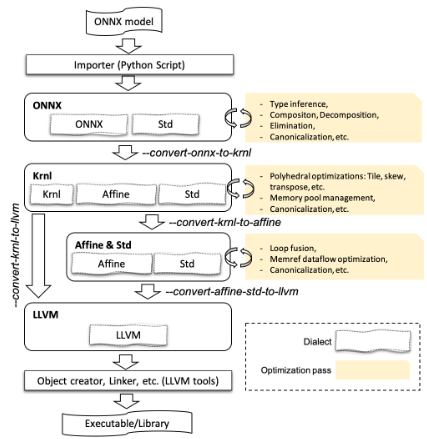 ONNX model
Importer (Python Script)
ONNX
ONNX
Std
- Type inference,
- Compositon, Decomposition,
- Elimination,
- Canonicalization, etc.
--convert-onnx-to-krnl
Krnl
Krnl
Affine
Std
- Polyhedral optimizations: Tile, skew,
transpose, etc.
- Memory pool management,
- Canonicalization, etc.
--convert-krnl-to-affine
--convert-krnl-to-llvm
Affine & Std
Affine
Std
- Loop fusion,
- Memref dataflow optimization,
- Canonicalization, etc.
--convert-affine-std-to-llvm
LLVM
LLVM
Dialect
Optimization pass
Object creator, Linker, etc. (LLVM tools)
Executable/Library